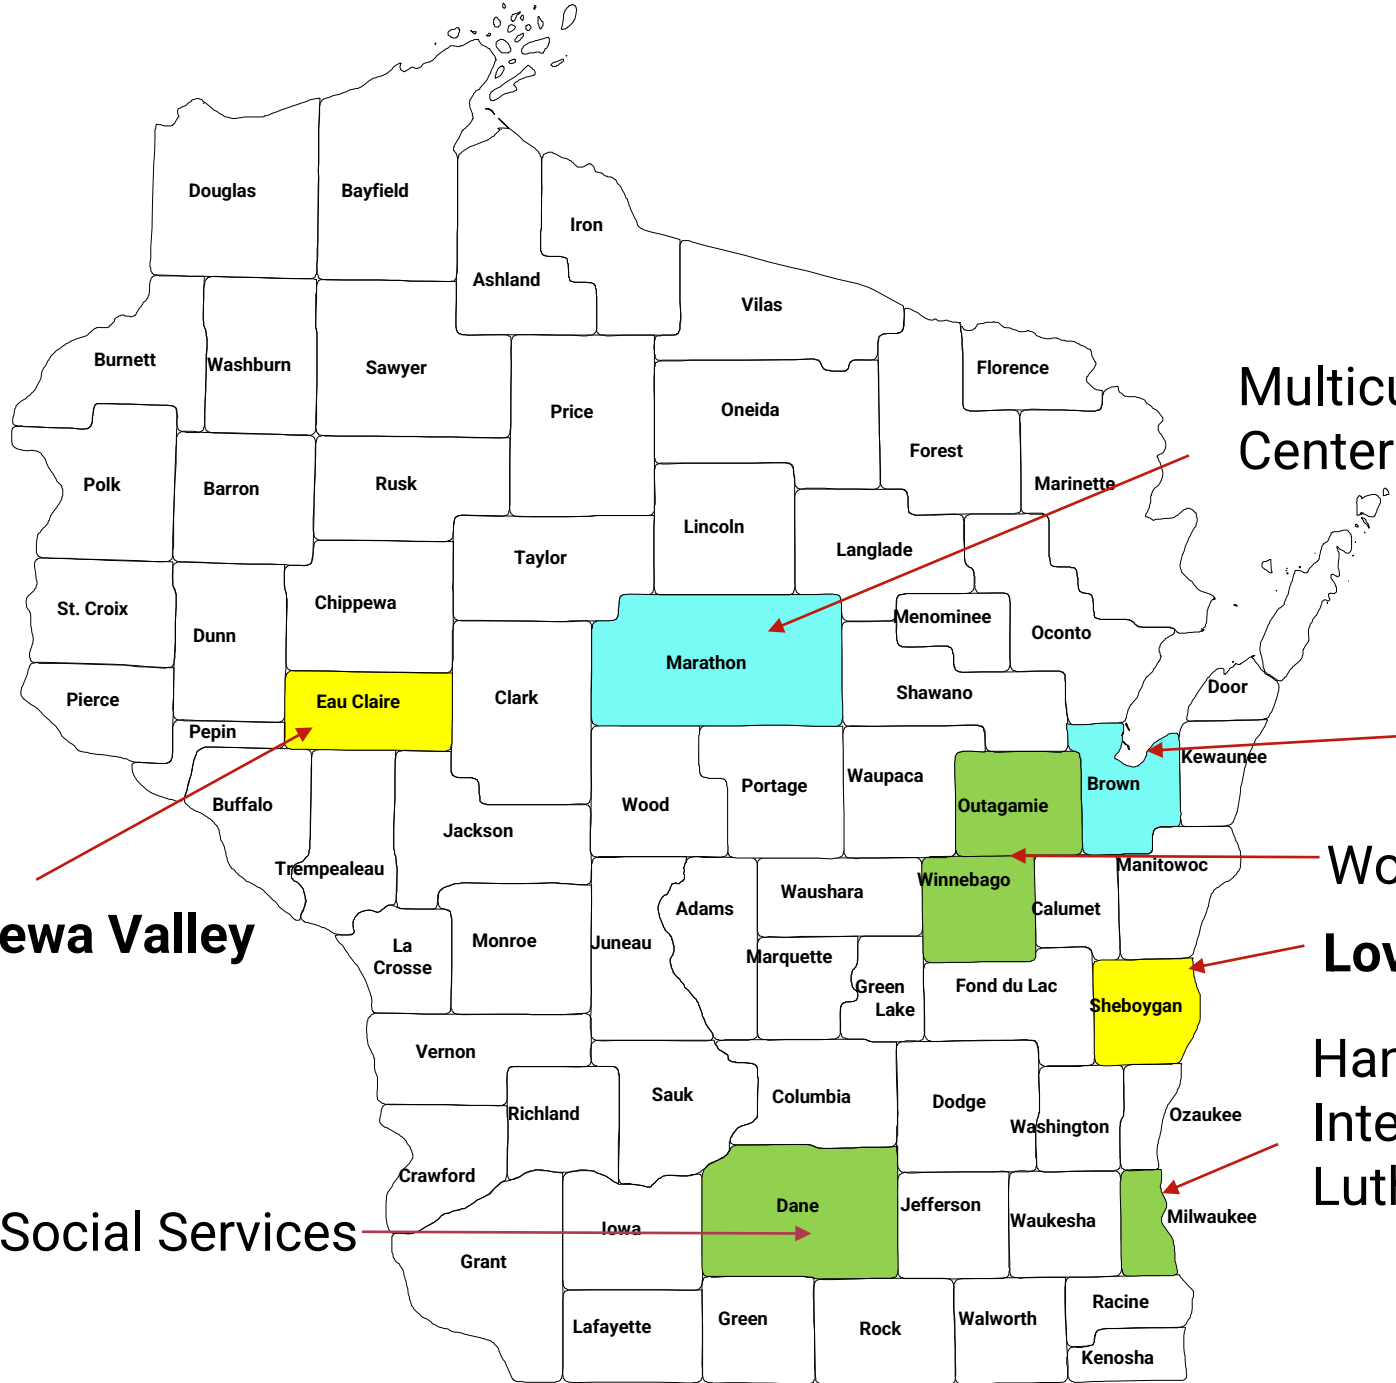 Douglas
Bayfield
Iron
Ashland
Vilas
Burnett
Washburn
Sawyer
Florence
Price
Oneida
Multicu
Center
Forest
Polk
Barron
Rusk
Marinette
Lincoln
Langlade
Taylor
St. Croix
Chippewa
Menominee
Dunn
Oconto
Marathon
Pierce
Eau Claire
Clark
Shawano
Door
Pepin
Kewaunee
Buffalo
Wood
Portage
Waupaca
Outagamie
Brown
Jackson
Trempealeau
Waushara
Winnebago
Manitowoc
Wo
Adams
Calumet
ewa Valley
La
Crosse
Monroe
Juneau
Marquette
Green
Lake
Fond du Lac
Lov
Sheboygan
Vernon
Sauk
Columbia
Dodge
Han
Richland
Washington
Ozaukee
Inte
Crawford
Luth
Social Services
Iowa
Dane
Jefferson
Waukesha
Milwaukee
Grant
Lafayette
Green
Rock
Walworth
Racine
Kenosha